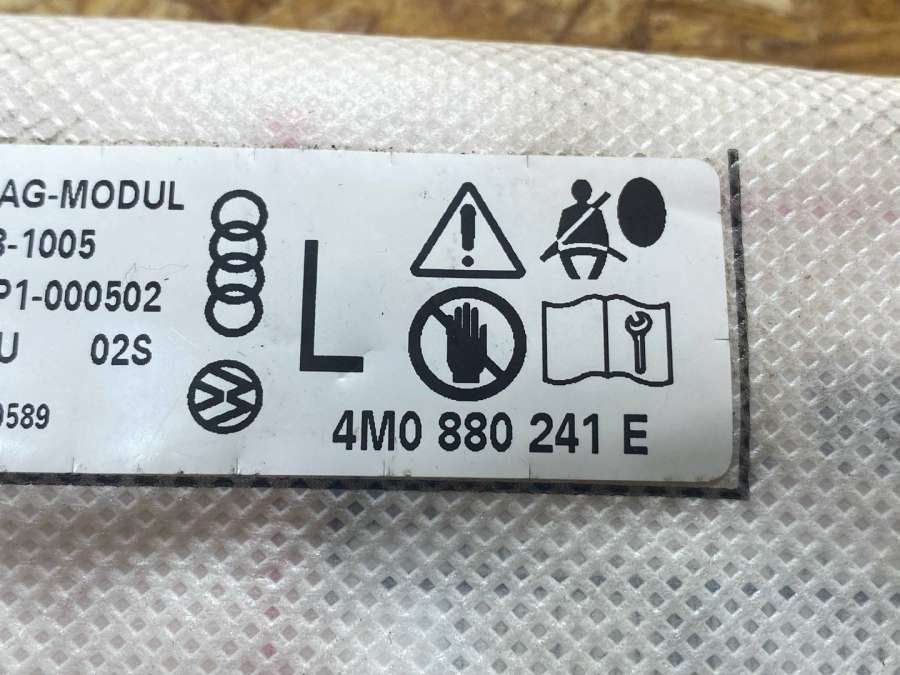 AG-MODUL
3-1005
P1-000502
U 02S
0589
L
4M0 880 241 E